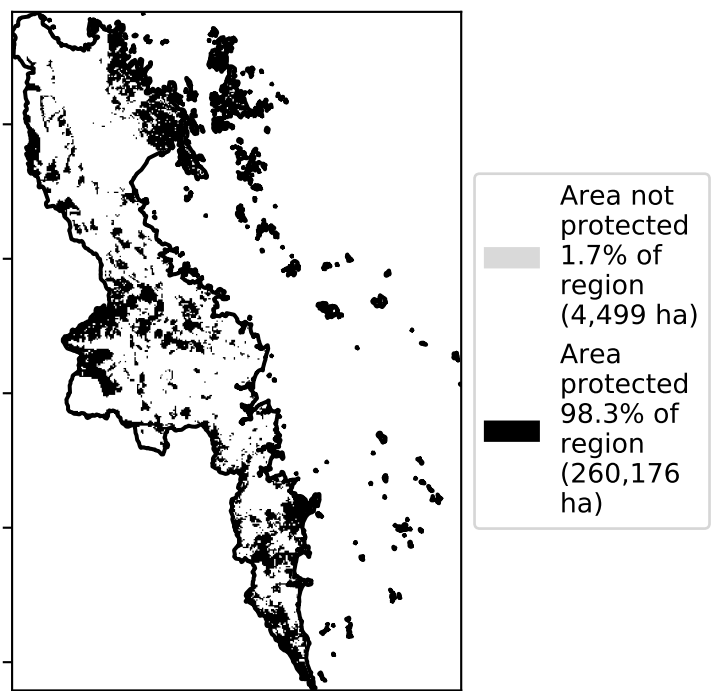 Area not
protected
1.7% of
region
(4,499 ha)
Area
protected
98.3% of
region
(260,176
ha)